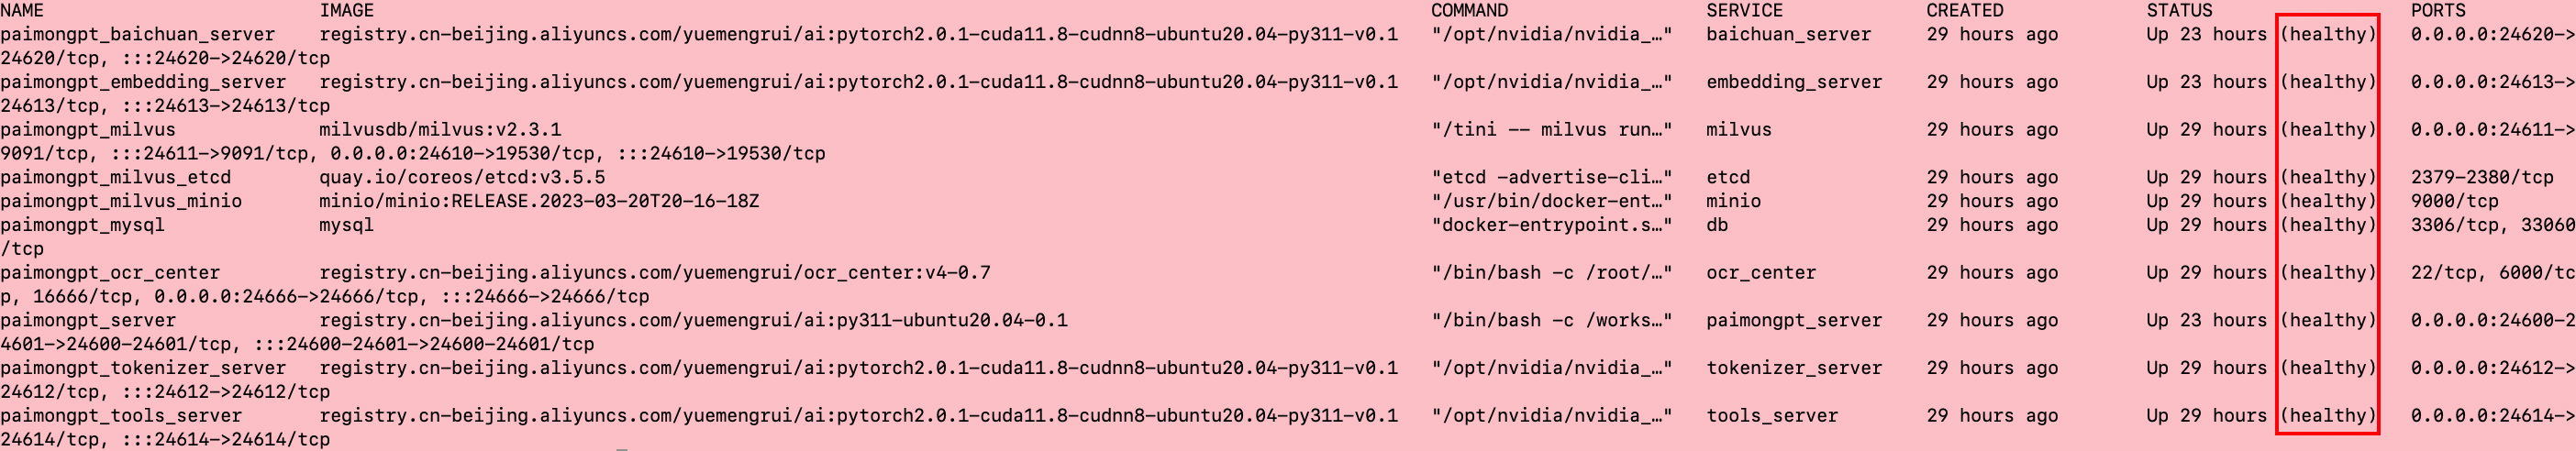 NAME IMAGE COMMAND SERVICE CREATED STATUS PORTS
paimongpt_baichuan_server registry.cn-beijing.aliyuncs.com/yuemengrui/ai:pytorch2.0.1-cuda11.8-cudnn8-ubuntu20.04-py311-v0.1 "/opt/nvidia/nvidia_…" baichuan_server 29 hours ago Up 23 hours (healthy) 0.0.0.0:24620->
24620/tcp, :::24620->24620/tcp
paimongpt_embedding_server registry.cn-beijing.aliyuncs.com/yuemengrui/ai:pytorch2.0.1-cuda11.8-cudnn8-ubuntu20.04-py311-v0.1 "/opt/nvidia/nvidia_…" embedding_server 29 hours ago Up 23 hours (healthy) 0.0.0.0:24613->
24613/tcp, :::24613->24613/tcp
paimongpt_milvus milvusdb/milvus:v2.3.1 "/tini -- milvus run…" milvus 29 hours ago Up 29 hours (healthy) 0.0.0.0:24611->
9091/tcp, :::24611->9091/tcp, 0.0.0.0:24610->19530/tcp, :::24610->19530/tcp
paimongpt_milvus_etcd quay.io/coreos/etcd:v3.5.5 "etcd -advertise-cli…" etcd 29 hours ago Up 29 hours (healthy) 2379-2380/tcp
paimongpt_milvus_minio minio/minio:RELEASE.2023-03-20T20-16-18Z "/usr/bin/docker-ent…" minio 29 hours ago Up 29 hours (healthy) 9000/tcp
paimongpt_mysql mysql "docker-entrypoint.s…" db 29 hours ago Up 29 hours (healthy) 3306/tcp, 33060
/tcp
paimongpt_ocr_center registry.cn-beijing.aliyuncs.com/yuemengrui/ocr_center:v4-0.7 "/bin/bash -c /root/…" ocr_center 29 hours ago Up 29 hours (healthy) 22/tcp, 6000/tc
p, 16666/tcp, 0.0.0.0:24666->24666/tcp, :::24666->24666/tcp
paimongpt_server registry.cn-beijing.aliyuncs.com/yuemengrui/ai:py311-ubuntu20.04-0.1 "/bin/bash -c /works…" paimongpt_server 29 hours ago Up 23 hours (healthy) 0.0.0.0:24600-2
4601->24600-24601/tcp, :::24600-24601->24600-24601/tcp
paimongpt_tokenizer_server registry.cn-beijing.aliyuncs.com/yuemengrui/ai:pytorch2.0.1-cuda11.8-cudnn8-ubuntu20.04-py311-v0.1 "/opt/nvidia/nvidia_…" tokenizer_server 29 hours ago Up 29 hours (healthy) 0.0.0.0:24612->
24612/tcp, :::24612->24612/tcp
paimongpt_tools_server registry.cn-beijing.aliyuncs.com/yuemengrui/ai:pytorch2.0.1-cuda11.8-cudnn8-ubuntu20.04-py311-v0.1 "/opt/nvidia/nvidia_…" tools_server 29 hours ago Up 29 hours (healthy) 0.0.0.0:24614->
24614/tcp, :::24614->24614/tcp